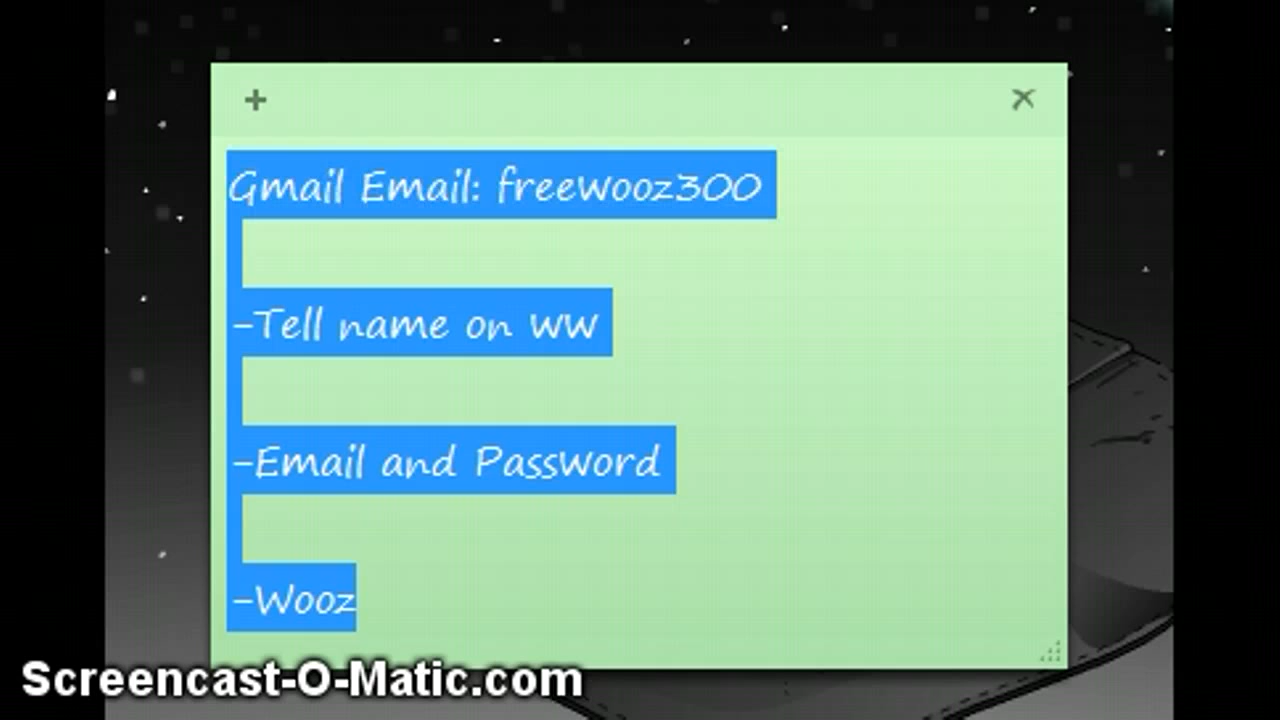 Gmail Email: freewooz300
-Tell name on WW
-Email and Password
-Wooz
Screencast-O-Matic.com